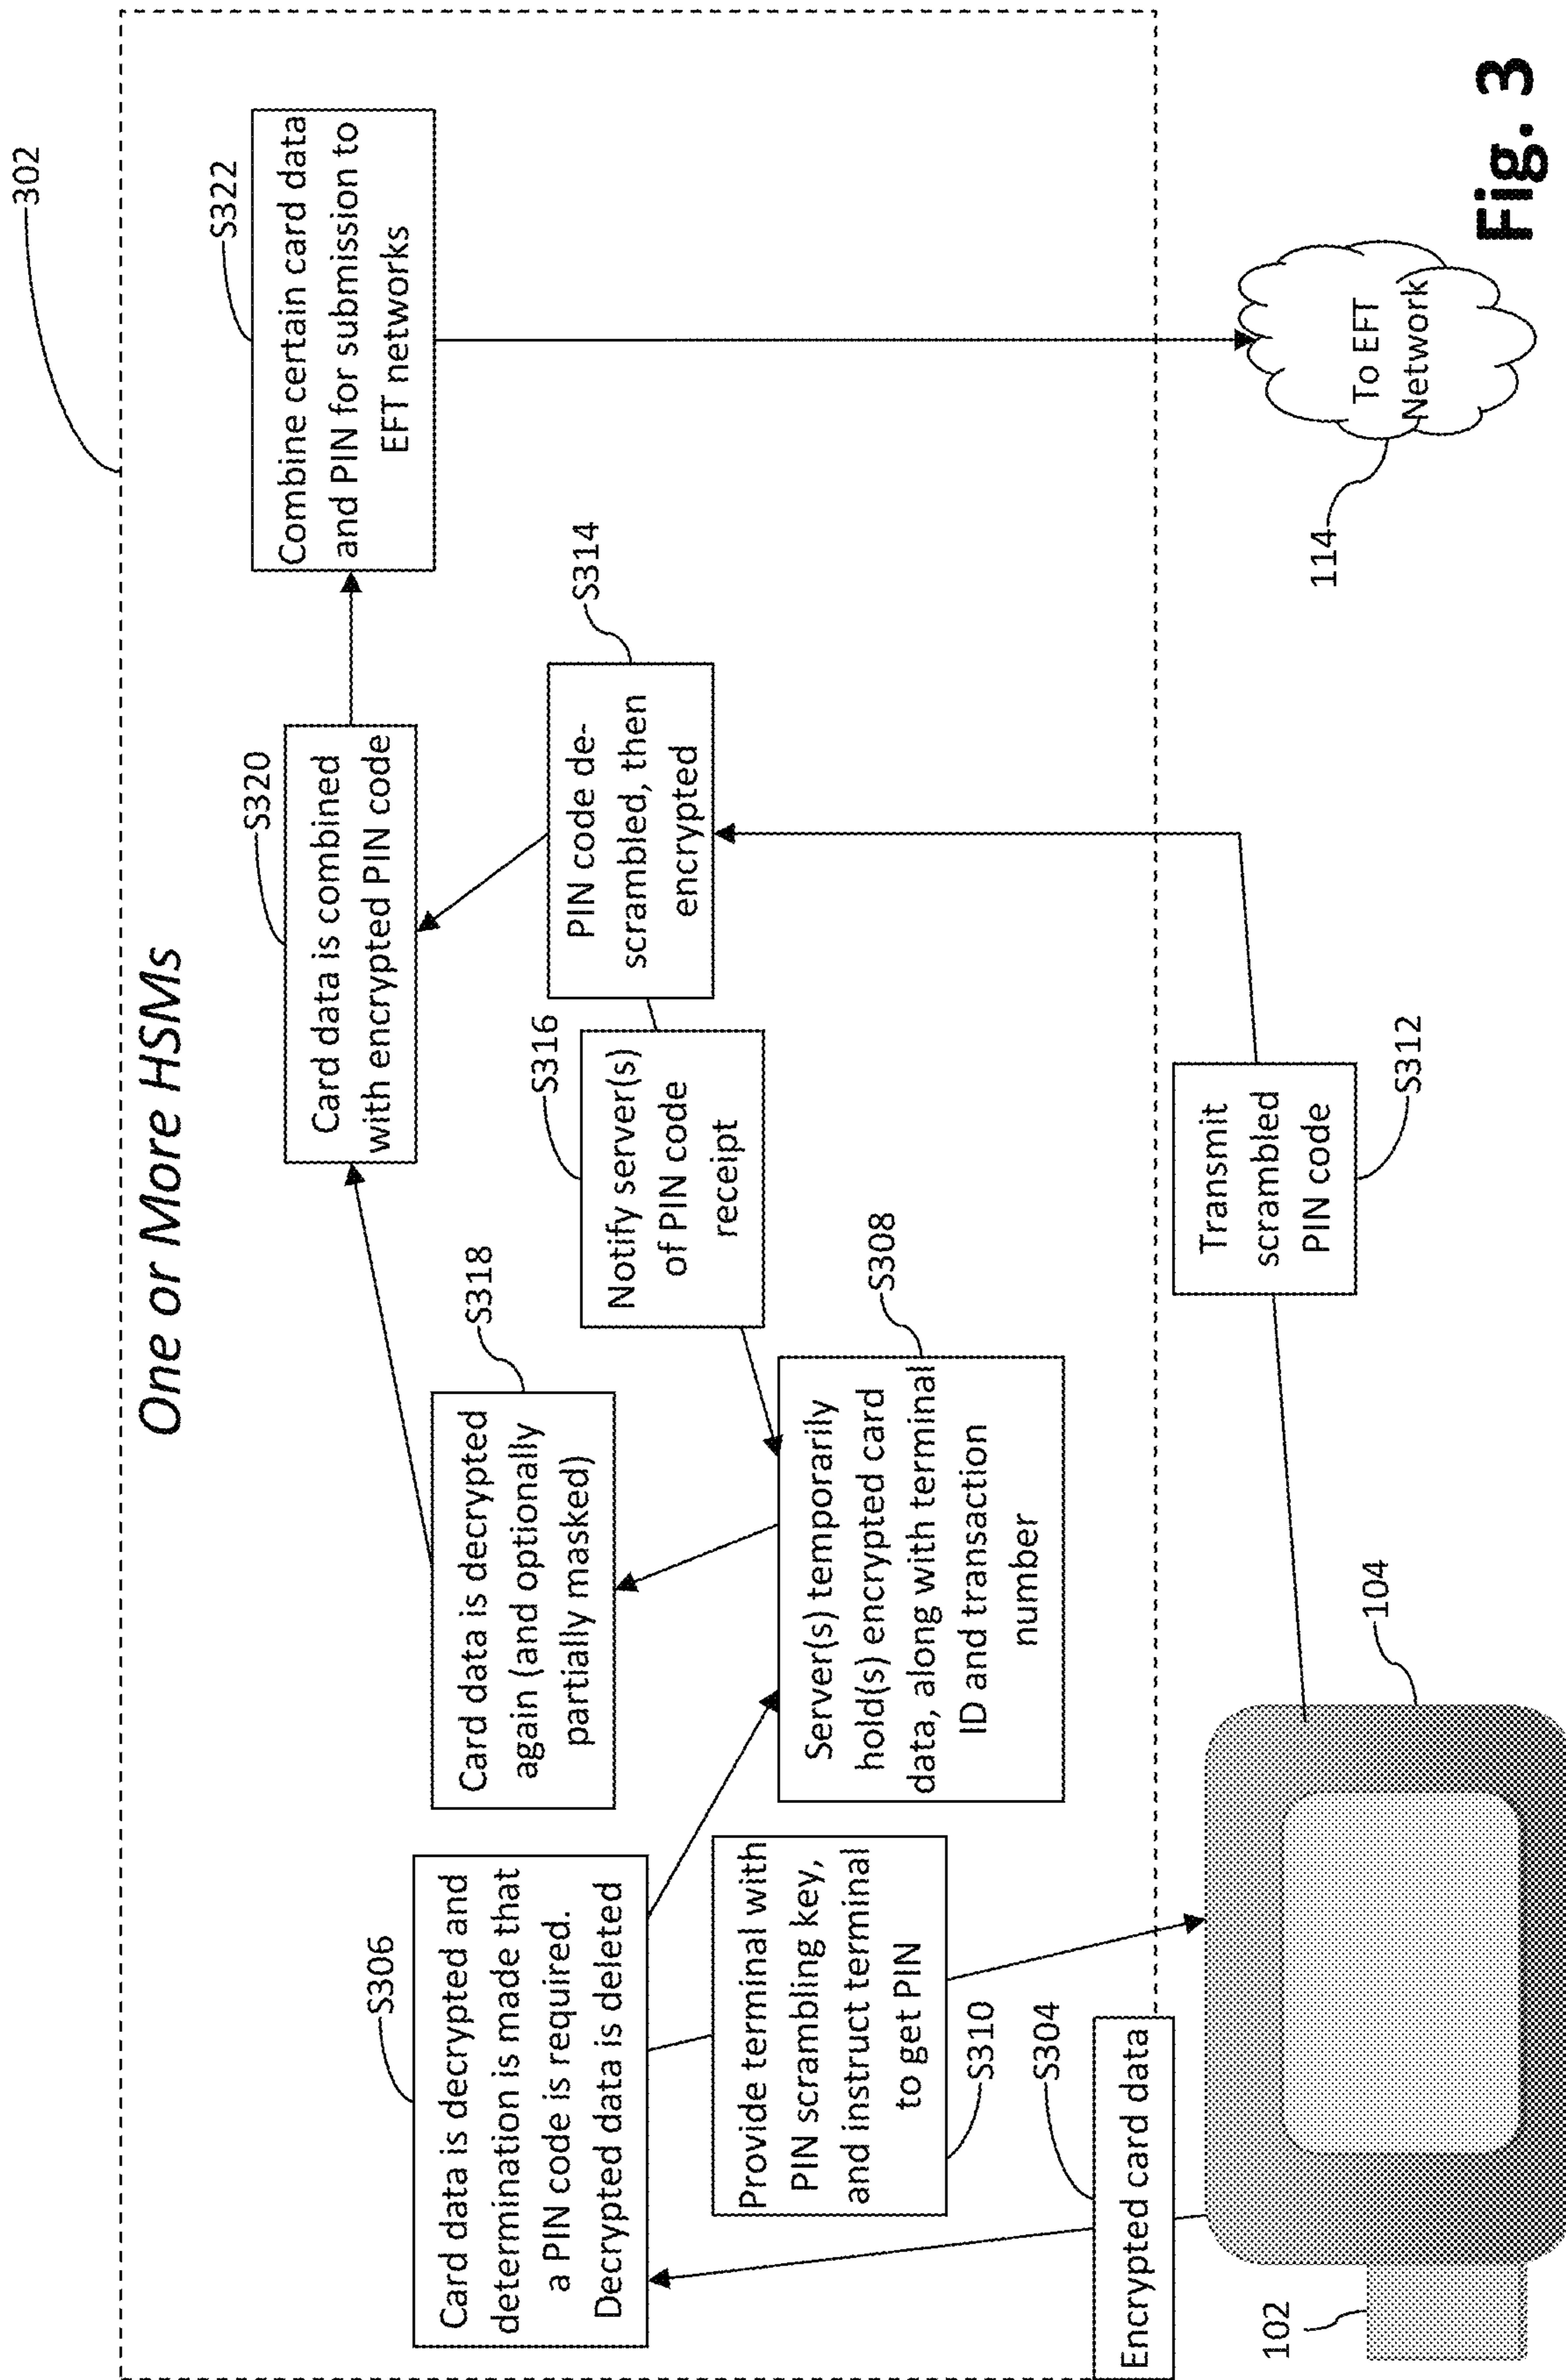 302
One or More HSMs
S306
Card data is decrypted and
determination is made that
a PIN code is required.
Decrypted data is deleted
S318
Card data is decrypted
again (and optionally
partially masked)
S320
Card data is combined
with encrypted PIN code
S322
Combine certain card data
and PIN for submission to
EFT networks
Provide terminal with
PIN scrambling key,
and instruct terminal
to get PIN
S310
S308
Server(s) temporarily
hold(s) encrypted card
data, along with terminal
ID and transaction
number
S316
Notify server(s)
of PIN code
receipt
S314
PIN code de-
scrambled, then
encrypted
S304
Encrypted card data
Transmit
scrambled
PIN code
S312
102
104
114
To EFT
Network
Fig. 3